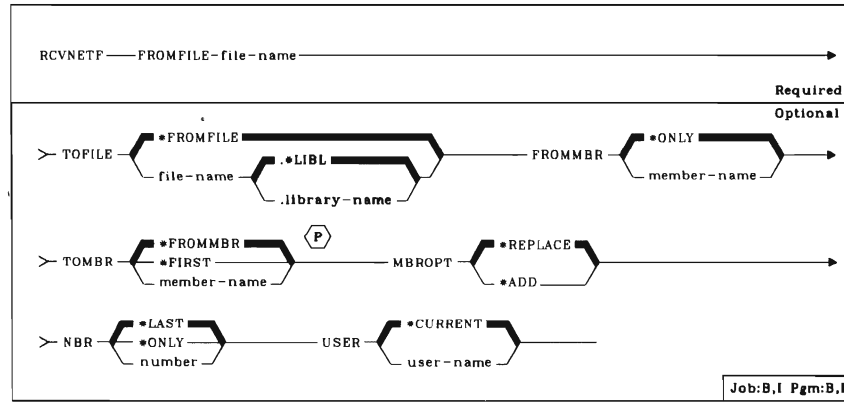 RCVNETF FROMFILE-file-name
Required
Optional
TOFILE *FROMFILE file-name .*LIBL .library-name FROMMBR *ONLY member-name
TOMBR *FROMMBR *FIRST member-name P MBROPT *REPLACE *ADD
NBR *LAST *ONLY number USER *CURRENT user-name
Job:B,I Pgm:B,I